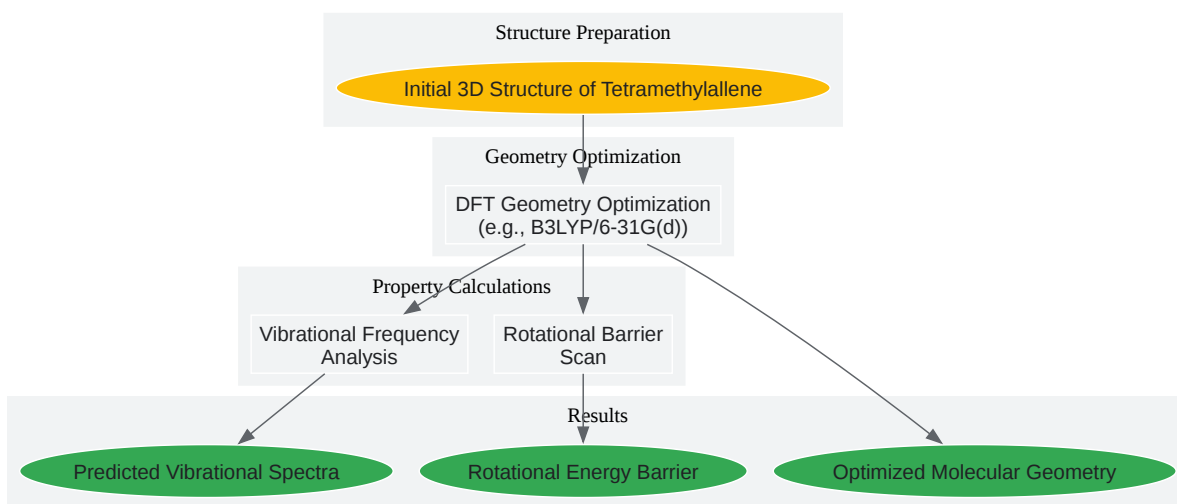 Structure Preparation
Initial 3D Structure of Tetramethylallene
Geometry Optimization
DFT Geometry Optimization
(e.g., B3LYP/6-31G(d))
Property Calculations
Vibrational Frequency
Analysis
Rotational Barrier
Scan
Results
Predicted Vibrational Spectra
Rotational Energy Barrier
Optimized Molecular Geometry